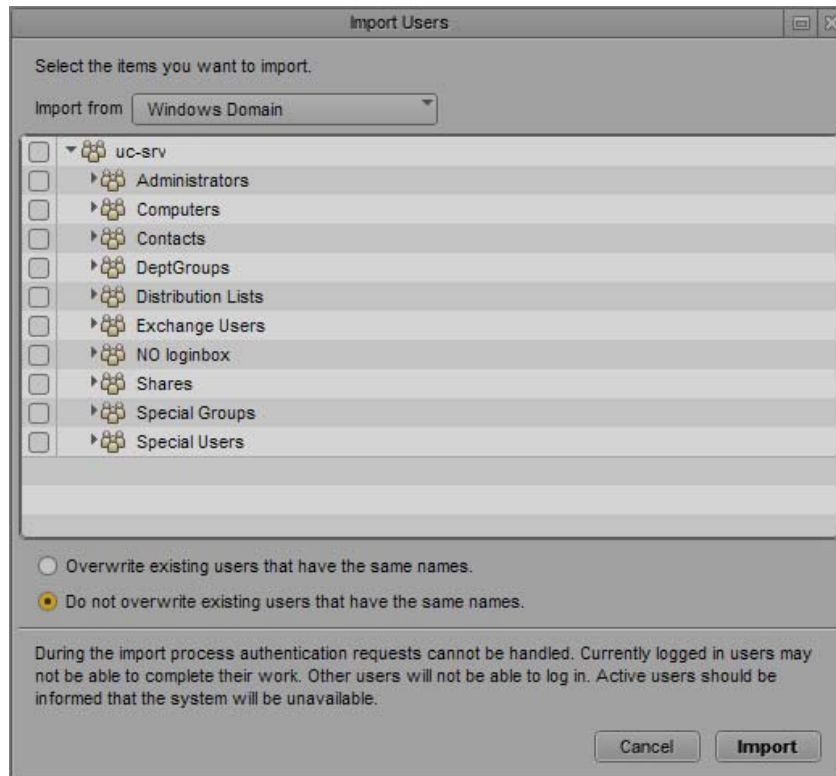 Import Users
Select the items you want to import.
Import from Windows Domain
uc-srv
Administrators
Computers
Contacts
DeptGroups
Distribution Lists
Exchange Users
NO loginbox
Shares
Special Groups
Special Users
Overwrite existing users that have the same names.
Do not overwrite existing users that have the same names.
During the import process authentication requests cannot be handled. Currently logged in users may
not be able to complete their work. Other users will not be able to log in. Active users should be
informed that the system will be unavailable.
Cancel Import